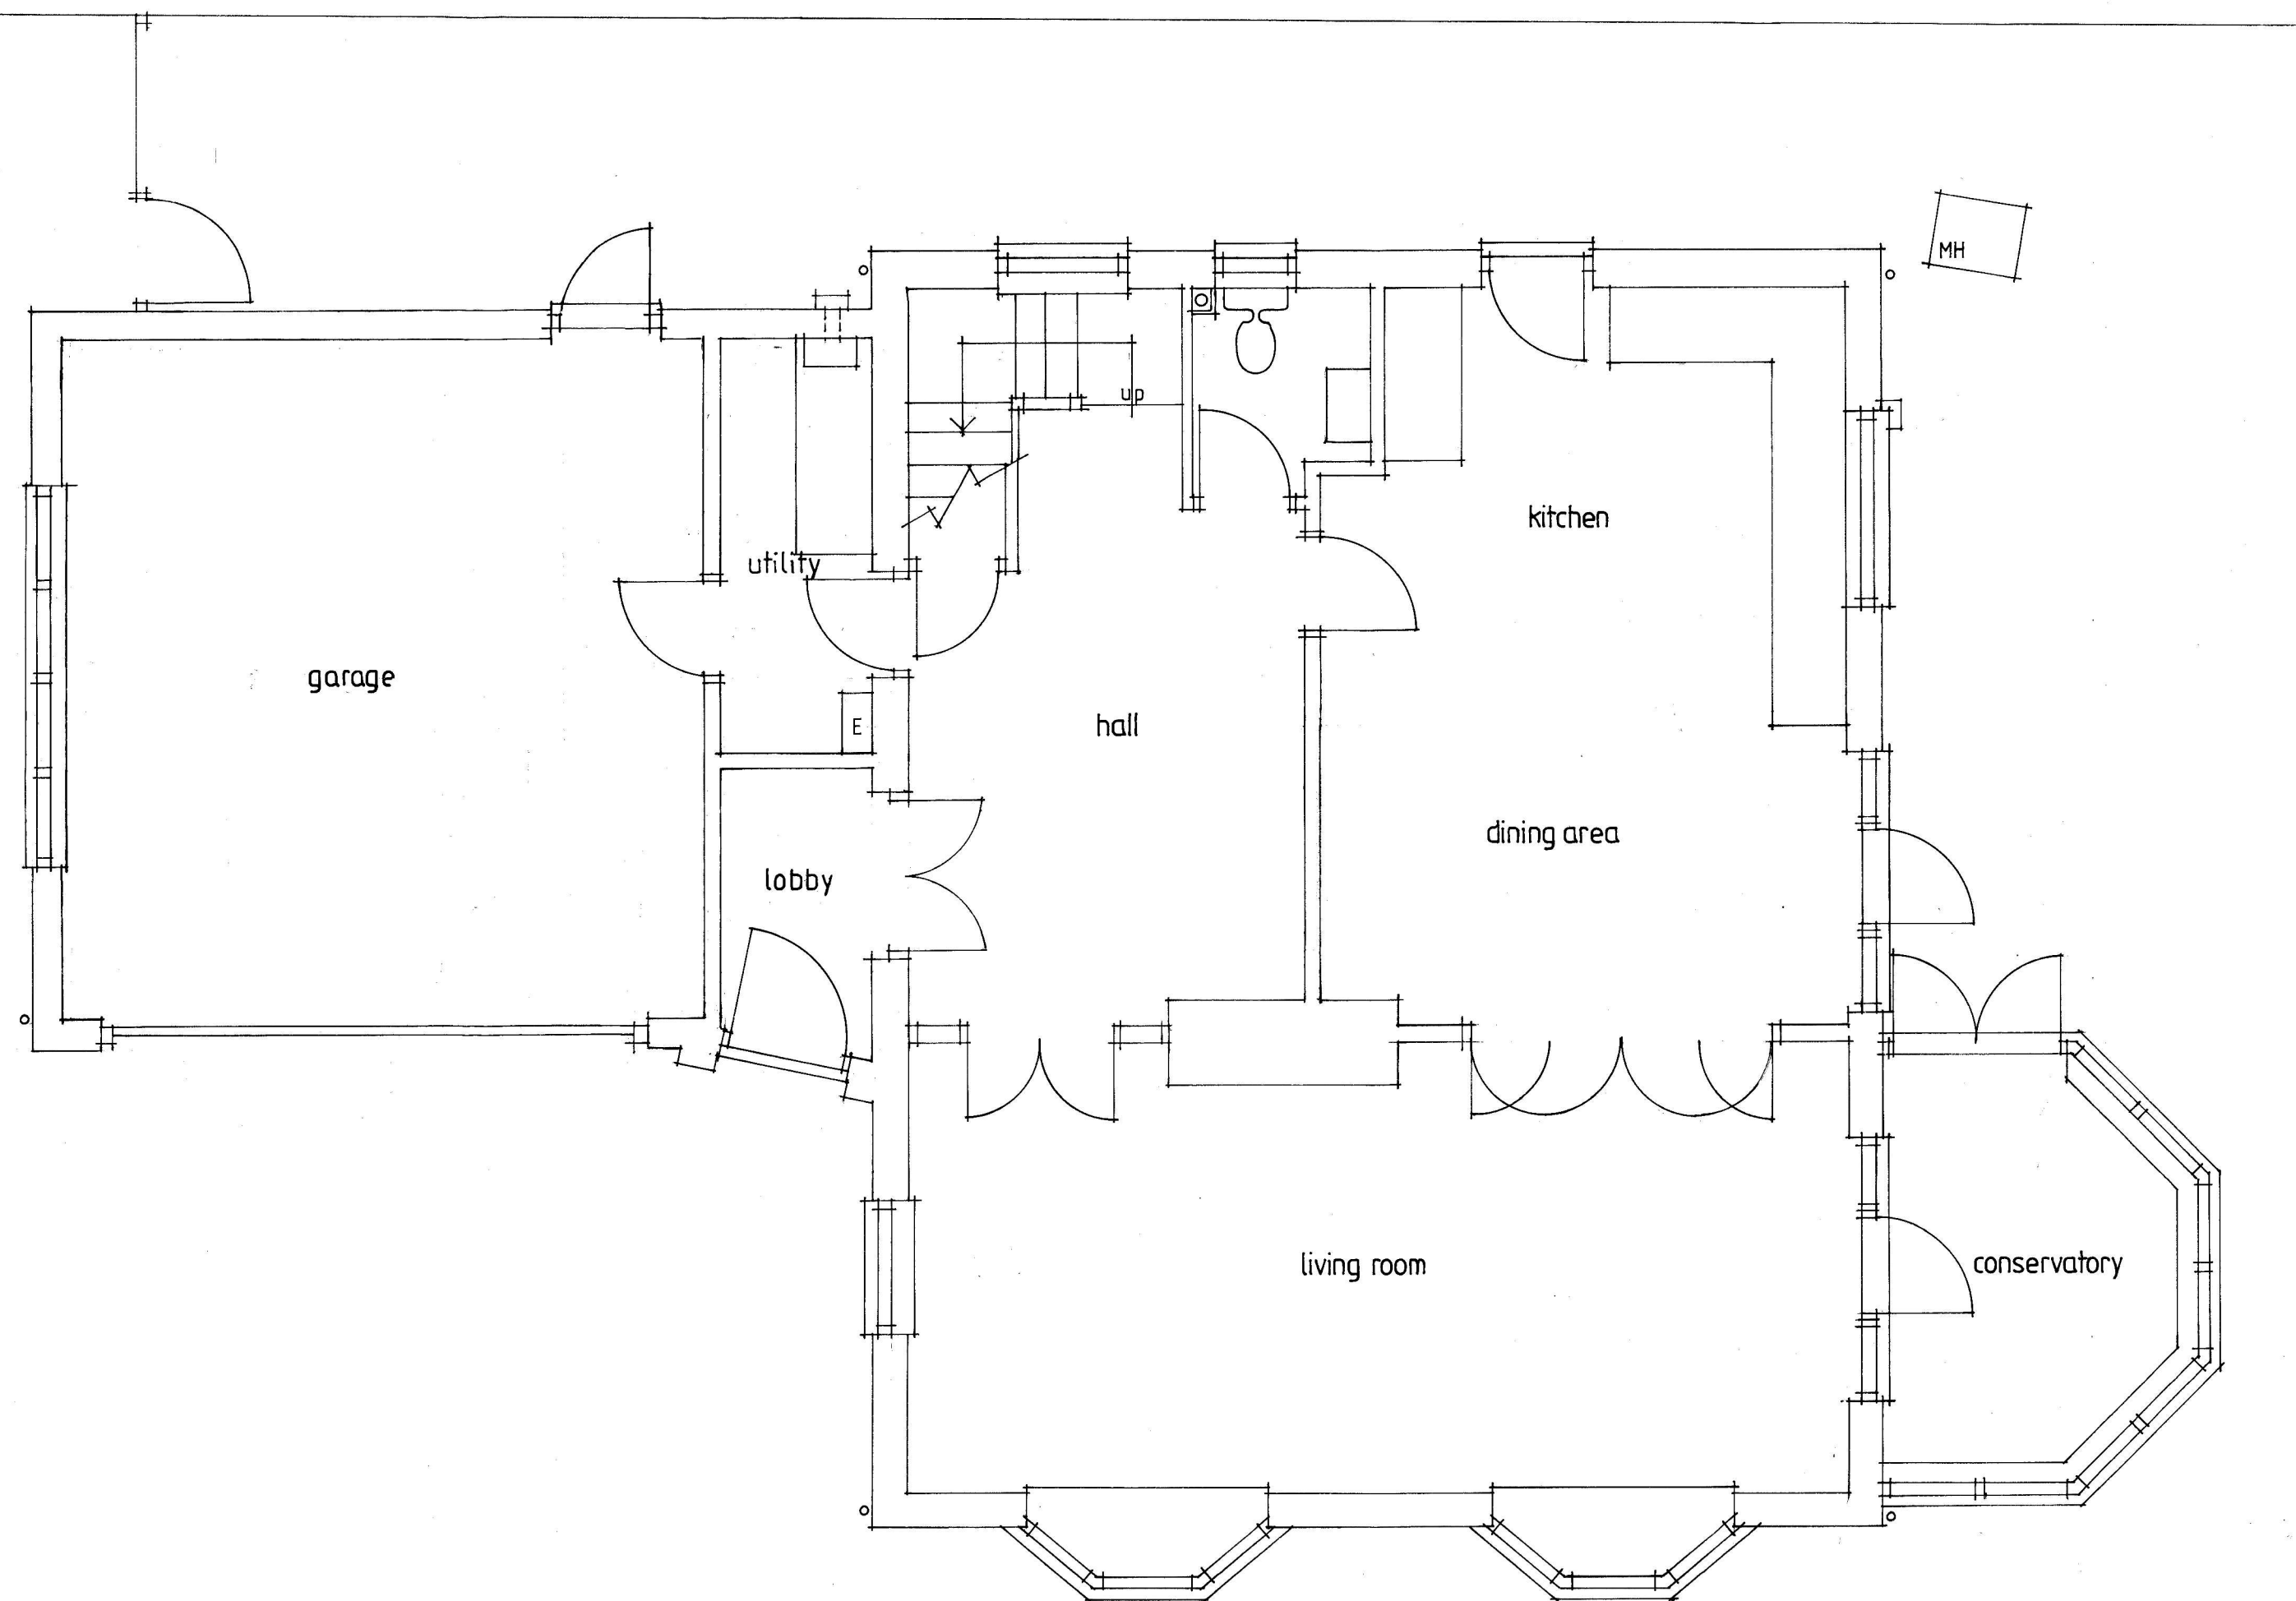 MH
up
kitchen
utility
garage
E
hall
dining area
lobby
living room
conservatory